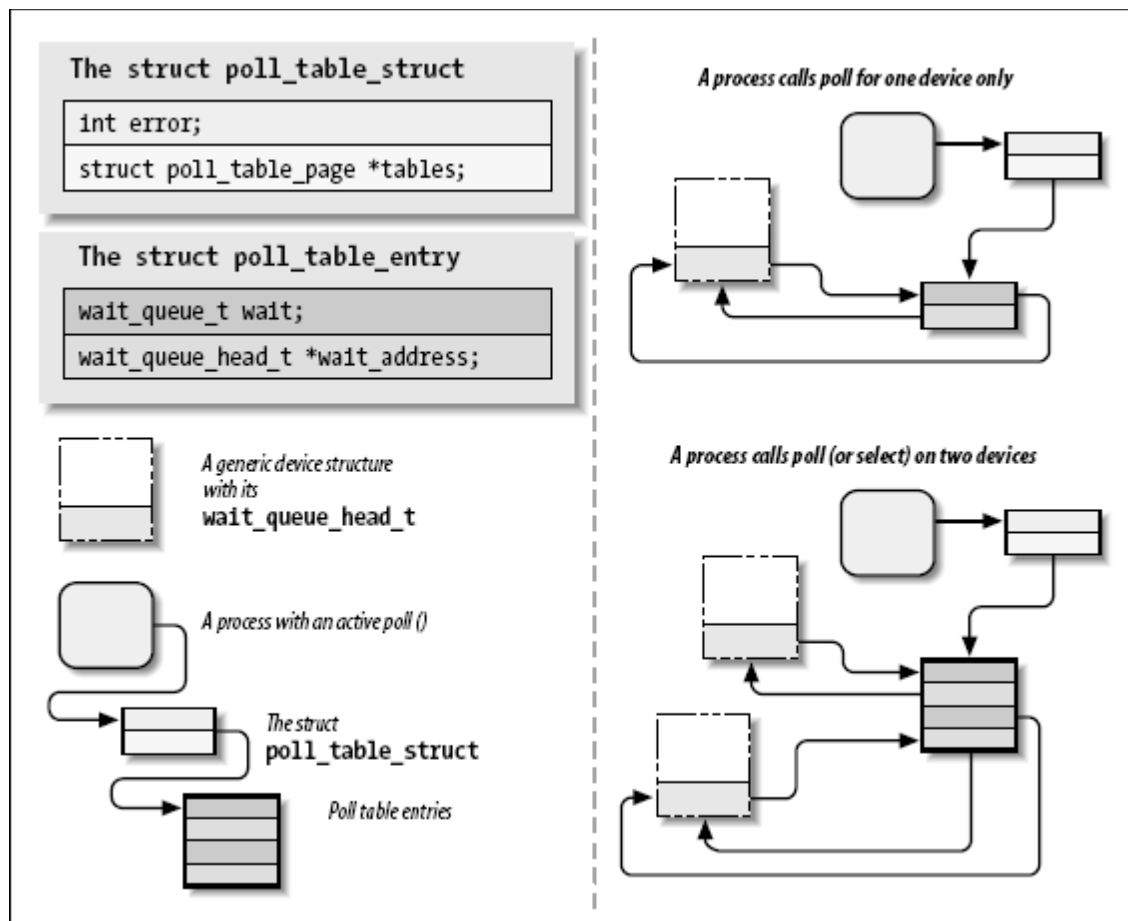 The struct poll_table_struct
int error;
struct poll_table_page *tables;
The struct poll_table_entry
wait_queue_t wait;
wait_queue_head_t *wait_address;
A generic device structure
with its
wait_queue_head_t
A process with an active poll ()
The struct
poll_table_struct
Poll table entries
A process calls poll for one device only
A process calls poll (or select) on two devices